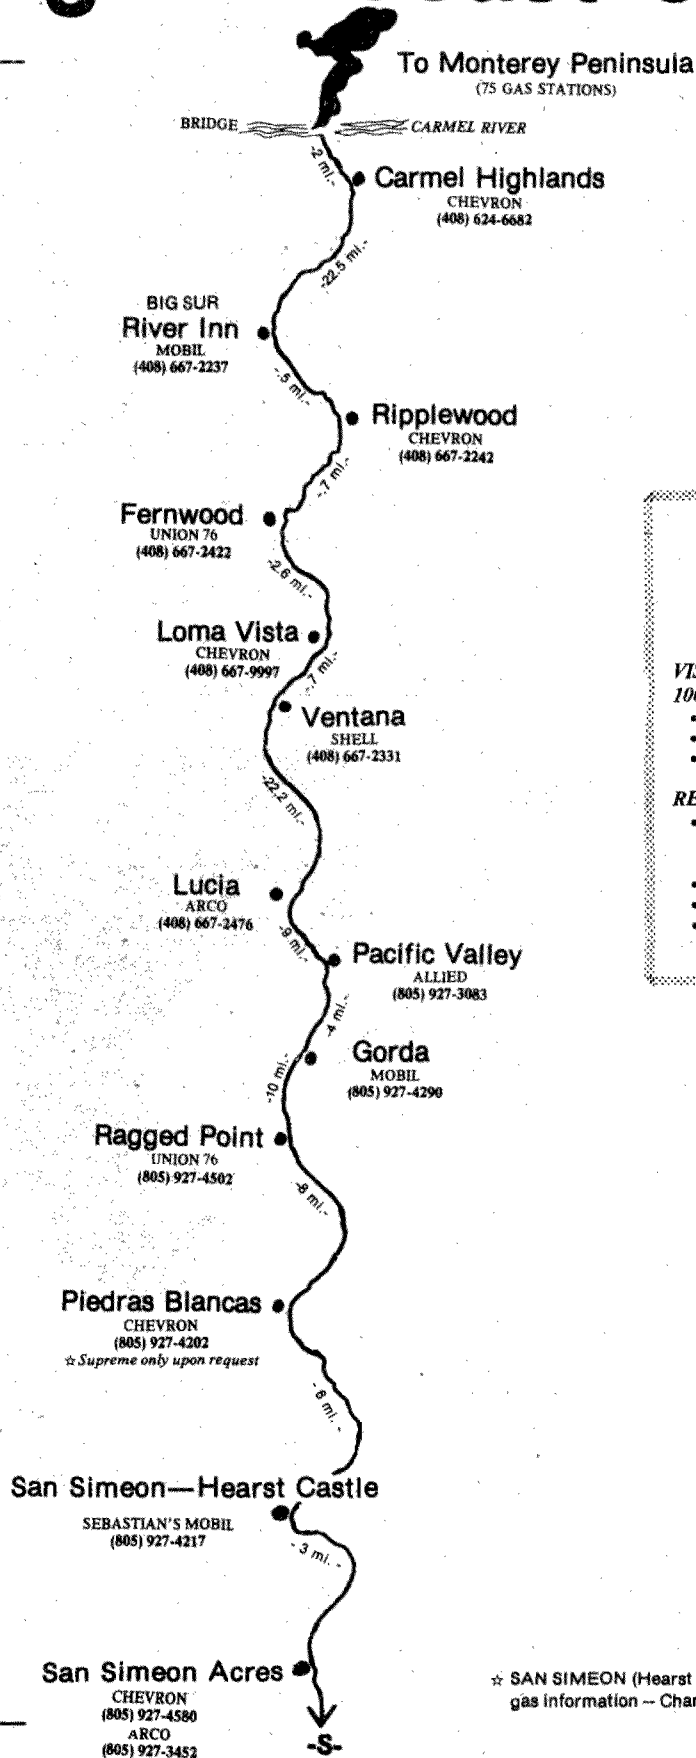 To Monterey Peninsula
(75 GAS STATIONS)
BRIDGE
CARMEL RIVER
-2 mi.-
Carmel Highlands
CHEVRON
(408) 624-6682
-22.5 mi.-
BIG SUR
River Inn
MOBIL
(408) 667-2237
-.5 mi.-
Ripplewood
CHEVRON
(408) 667-2242
-.7 mi.-
Fernwood
UNION 76
(408) 667-2422
-2.6 mi.-
Loma Vista
CHEVRON
(408) 667-9997
-.7 mi.-
Ventana
SHELL
(408) 667-2331
-22.2 mi.-
Lucia
ARCO
(408) 667-2476
-9 mi.-
Pacific Valley
ALLIED
(805) 927-3083
-4 mi.-
Gorda
MOBIL
(805) 927-4290
-10 mi.-
Ragged Point
UNION 76
(805) 927-4502
-8 mi.-
Piedras Blancas
CHEVRON
(805) 927-4202
☆ Supreme only upon request
- 6 mi. -
San Simeon—Hearst Castle
SEBASTIAN'S MOBIL
(805) 927-4217
- 3 mi. -
San Simeon Acres
CHEVRON
(805) 927-4580
ARCO
(805) 927-3452
-S-
VIS
100
RE
☆ SAN SIMEON (Hearst
gas information -- Char